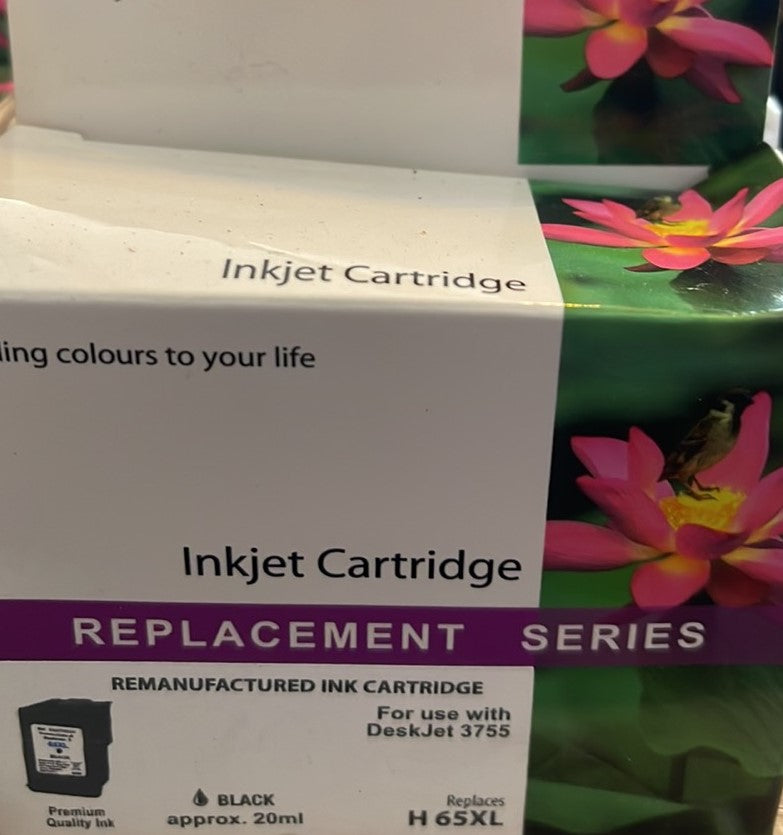 Inkjet Cartridge
ing colours to your life
Inkjet Cartridge
REPLACEMENT SERIES
REMANUFACTURED INK CARTRIDGE
For use with
DeskJet 3755
BLACK
approx. 20ml
Replaces
H 65XL
Premium
Quality Ink